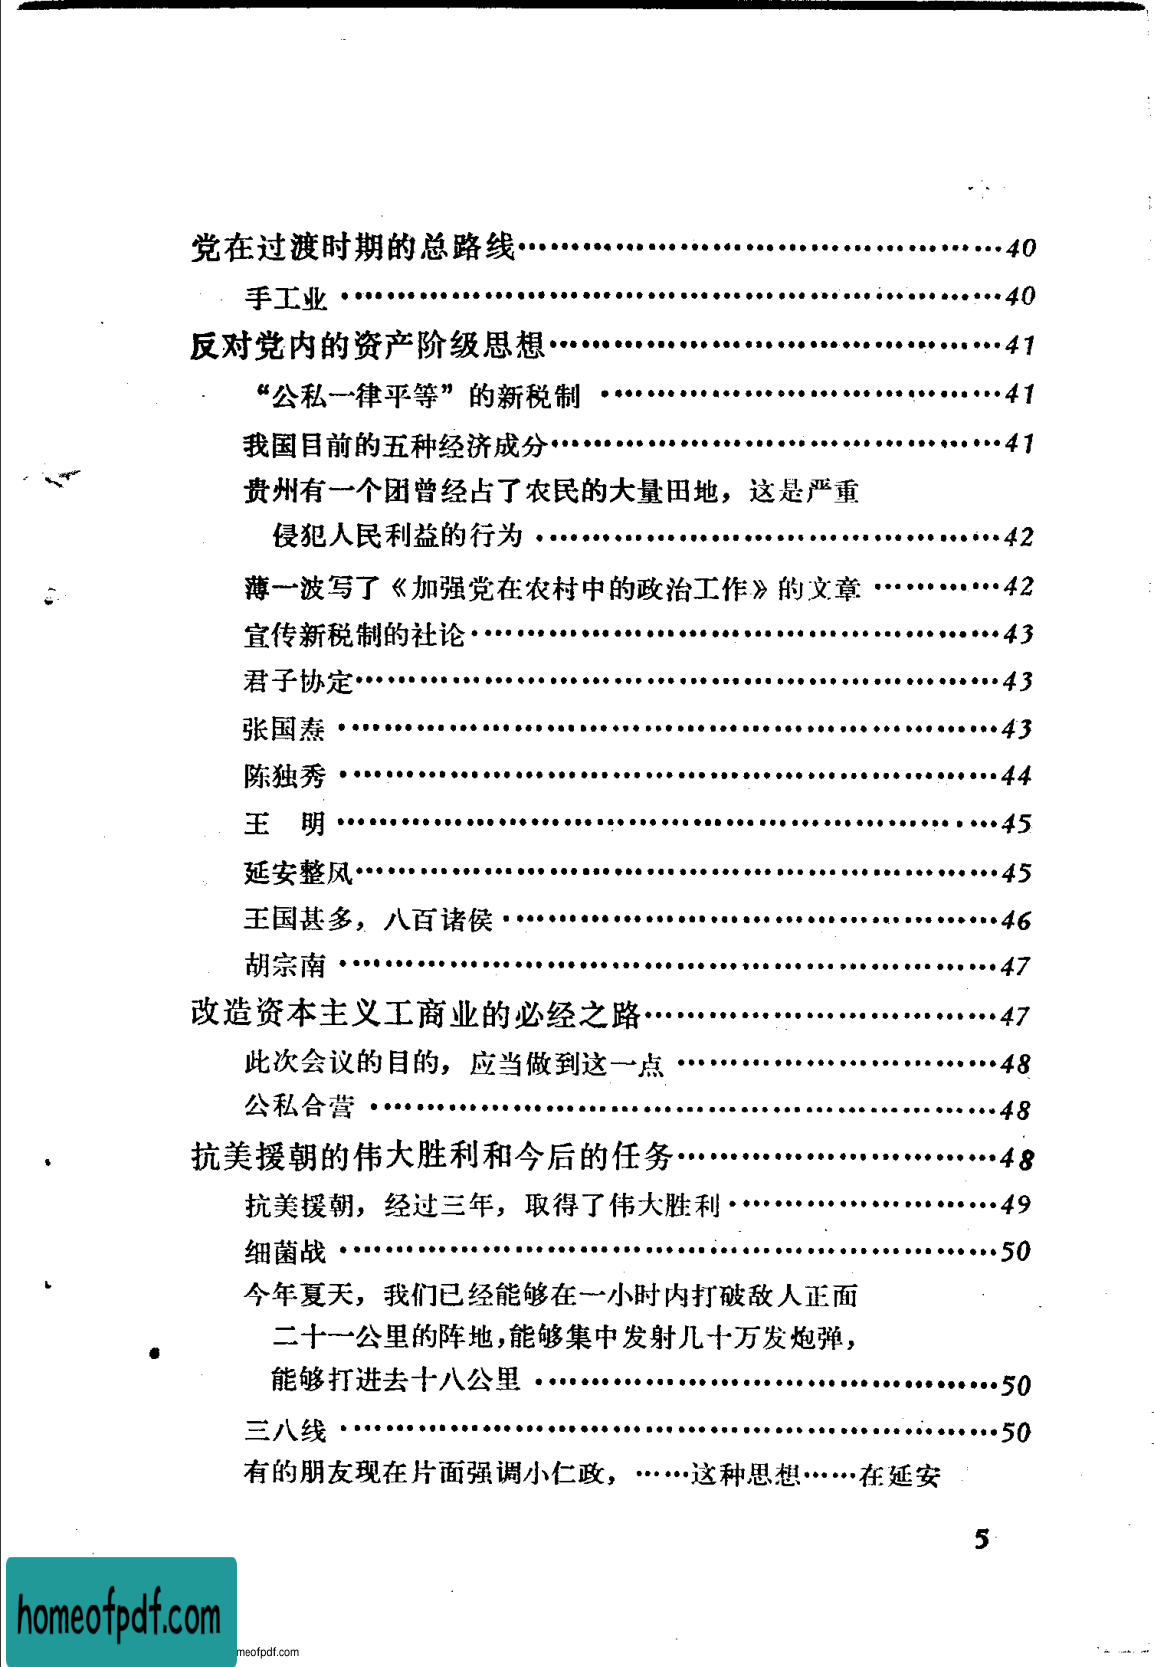 党在过渡时期的总路线……………………………………40
手工业……………………………………………………40
反对党内的资产阶级思想…………………………………41
“公私一律平等”的新税制………………………………41
我国目前的五种经济成分…………………………………41
贵州有一个团曾经占了农民的大量田地，这是严重
侵犯人民利益的行为……………………………………42
薄一波写了《加强党在农村中的政治工作》的文章…………42
宣传新税制的社论…………………………………………43
君子协定……………………………………………………43
张国焘……………………………………………………43
陈独秀……………………………………………………44
王　明……………………………………………………45
延安整风……………………………………………………45
王国甚多，八百诸侯………………………………………46
胡宗南……………………………………………………47
改造资本主义工商业的必经之路…………………………47
此次会议的目的，应当做到这一点………………………48
公私合营…………………………………………………48
抗美援朝的伟大胜利和今后的任务………………………48
抗美援朝，经过三年，取得了伟大胜利……………………49
细菌战……………………………………………………50
今年夏天，我们已经能够在一小时内打破敌人正面
二十一公里的阵地，能够集中发射几十万发炮弹，
能够打进去十八公里……………………………………50
三八线……………………………………………………50
有的朋友现在片面强调小仁政，……这种思想……在延安
5
homeofpdf.com
meofpdf.com